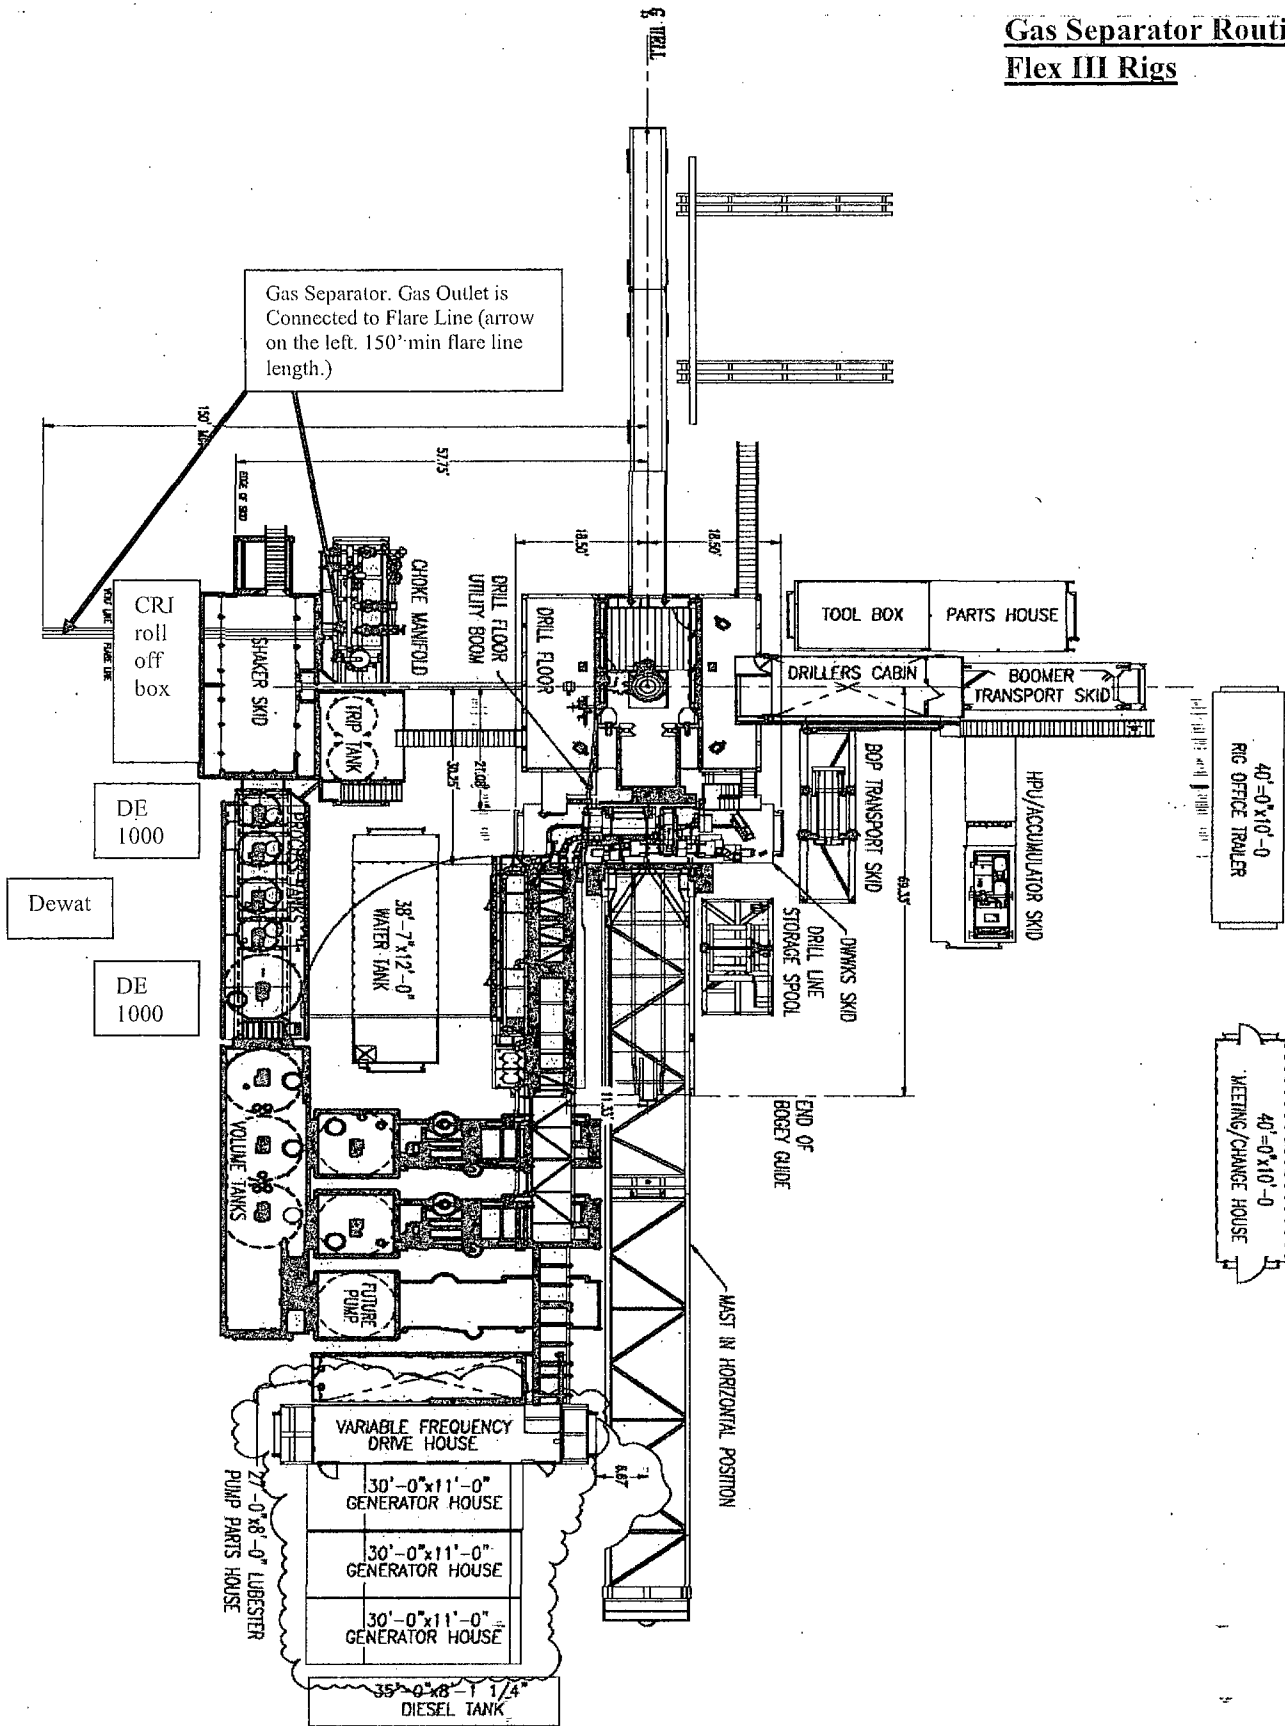 Gas Separator Routi
Flex III Rigs
WELL
Gas Separator. Gas Outlet is
Connected to Flare Line (arrow
on the left. 150' min flare line
length.)
150'
57.75'
EDGE OF SKID
18.50'
18.50'
CHOKE MANIFOLD
DRILL FLOOR
UTILITY BOOM
DRILL FLOOR
TOOL BOX
PARTS HOUSE
DRILLERS CABIN
BOOMER
TRANSPORT SKID
CRI
roll
off
box
FLARE LINE
SHAKER SKID
TRIP TANK
21.08'
30.25'
BOP TRANSPORT SKID
HPU/ACCUMULATOR SKID
40'=0"x10'-0
RIG OFFICE TRAILER
DE
1000
PROCESS TANKS
38'-7"x12'-0"
WATER TANK
69.33'
Dewat
DWWKS SKID
DRILL LINE
STORAGE SPOOL
DE
1000
11.33'
END OF
BOGEY GUIDE
40'=0"x10'-0
MEETING/CHANGE HOUSE
VOLUME TANKS
FUTURE
PUMP
MAST IN HORIZONTAL POSITION
VARIABLE FREQUENCY
DRIVE HOUSE
6.67'
27'-0"x8'-0" LUBESTER
PUMP PARTS HOUSE
30'-0"x11'-0"
GENERATOR HOUSE
30'-0"x11'-0"
GENERATOR HOUSE
30'-0"x11'-0"
GENERATOR HOUSE
35'-0"x8'-1 1/4"
DIESEL TANK